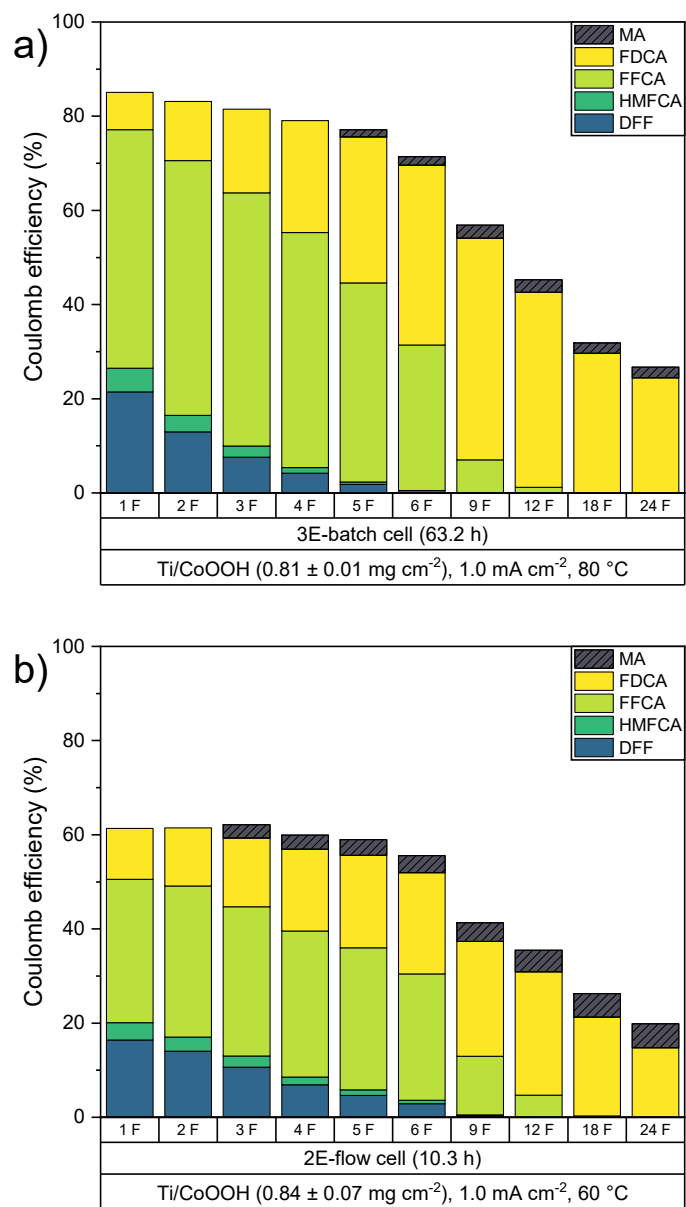 a)
100
80
60
40
20
0
Coulomb efficiency (%)
MA
FDCA
FFCA
HMFCA
DFF
1 F 2 F 3 F 4 F 5 F 6 F 9 F 12 F 18 F 24 F
3E-batch cell (63.2 h)
Ti/CoOOH (0.81 ± 0.01 mg cm⁻²), 1.0 mA cm⁻², 80 °C
b)
100
80
60
40
20
0
Coulomb efficiency (%)
MA
FDCA
FFCA
HMFCA
DFF
1 F 2 F 3 F 4 F 5 F 6 F 9 F 12 F 18 F 24 F
2E-flow cell (10.3 h)
Ti/CoOOH (0.84 ± 0.07 mg cm⁻²), 1.0 mA cm⁻², 60 °C